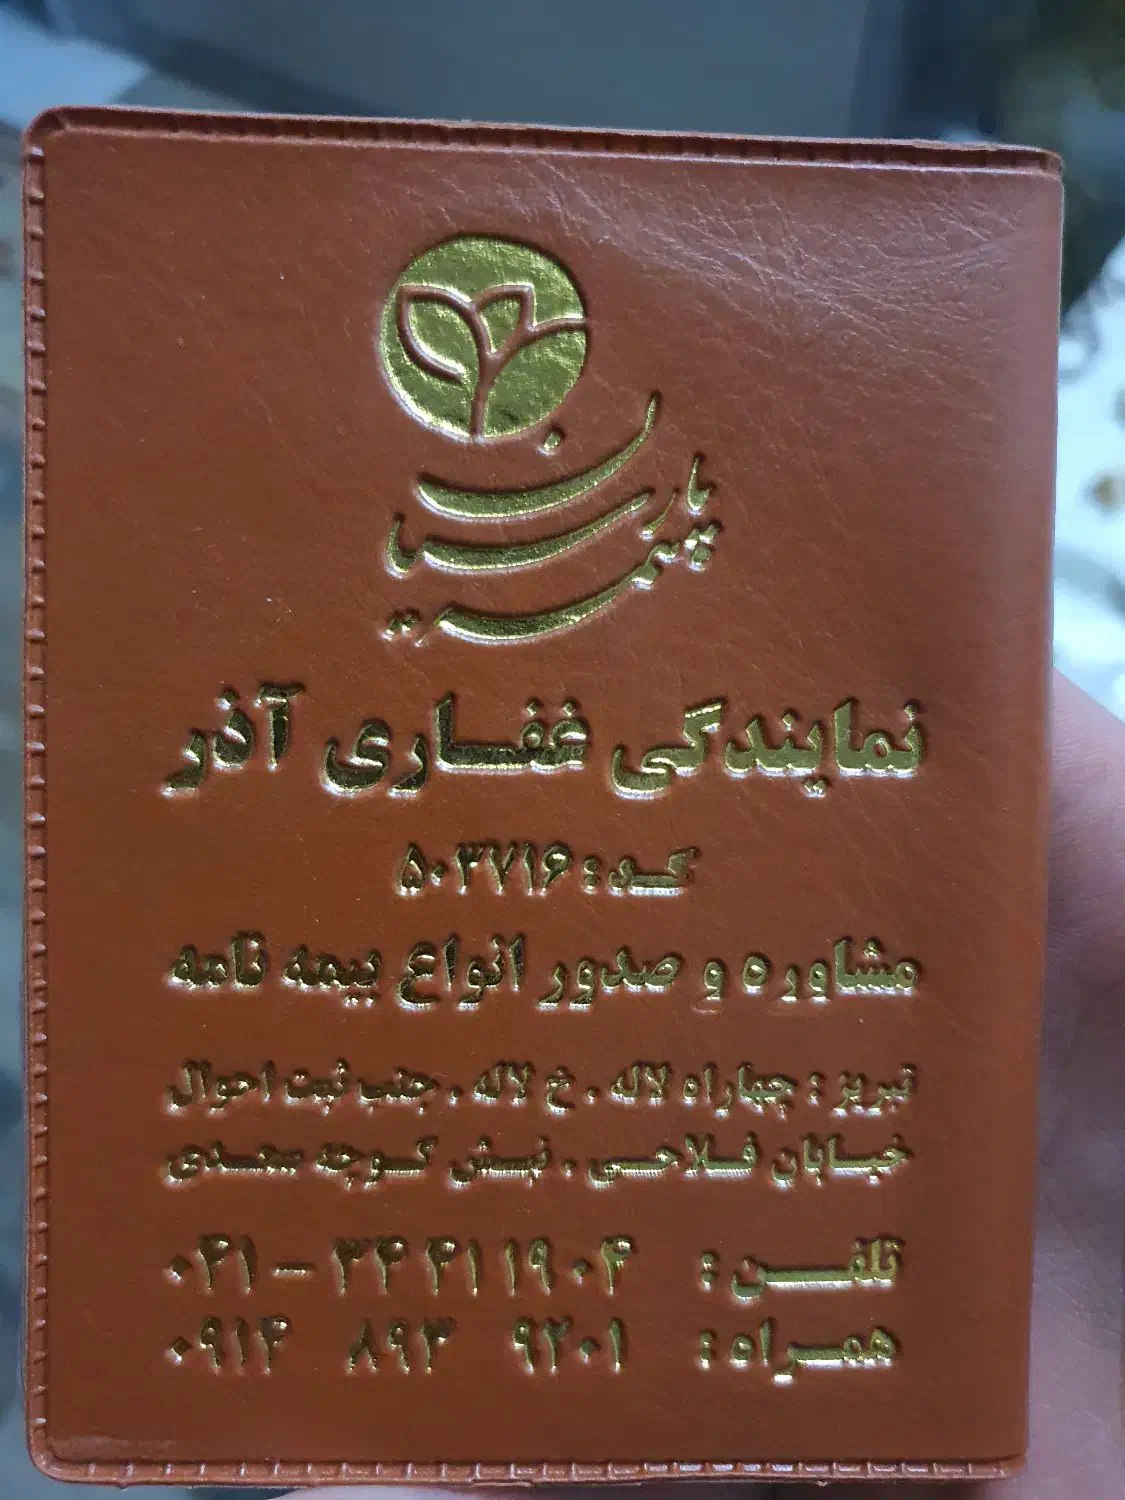 بیمه
پارسیان
نمایندگی غفاری آذر
کد: ۵۰۳۷۱۶
مشاوره و صدور انواع بیمه نامه
تبریز: چهاراه لاله . خ لاله . جنب ثبت احوال
خیابان فلاحی . نبش کوچه سعدی
تلفن: ۰۴۱-۳۴۴۱۱۹۰۴
همراه: ۰۹۱۴ ۸۹۳ ۹۲۰۱